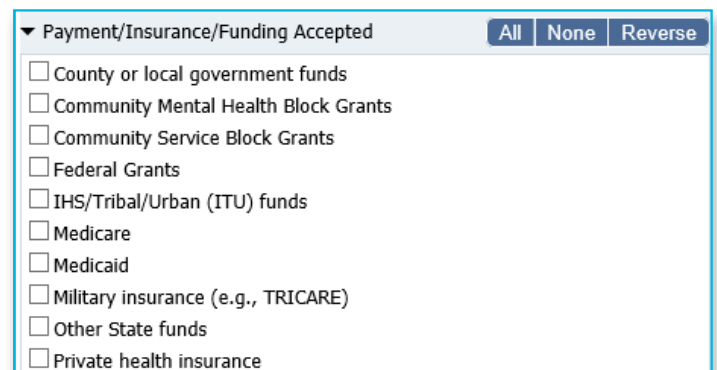 Payment/Insurance/Funding Accepted All None Reverse
County or local government funds
Community Mental Health Block Grants
Community Service Block Grants
Federal Grants
IHS/Tribal/Urban (ITU) funds
Medicare
Medicaid
Military insurance (e.g., TRICARE)
Other State funds
Private health insurance